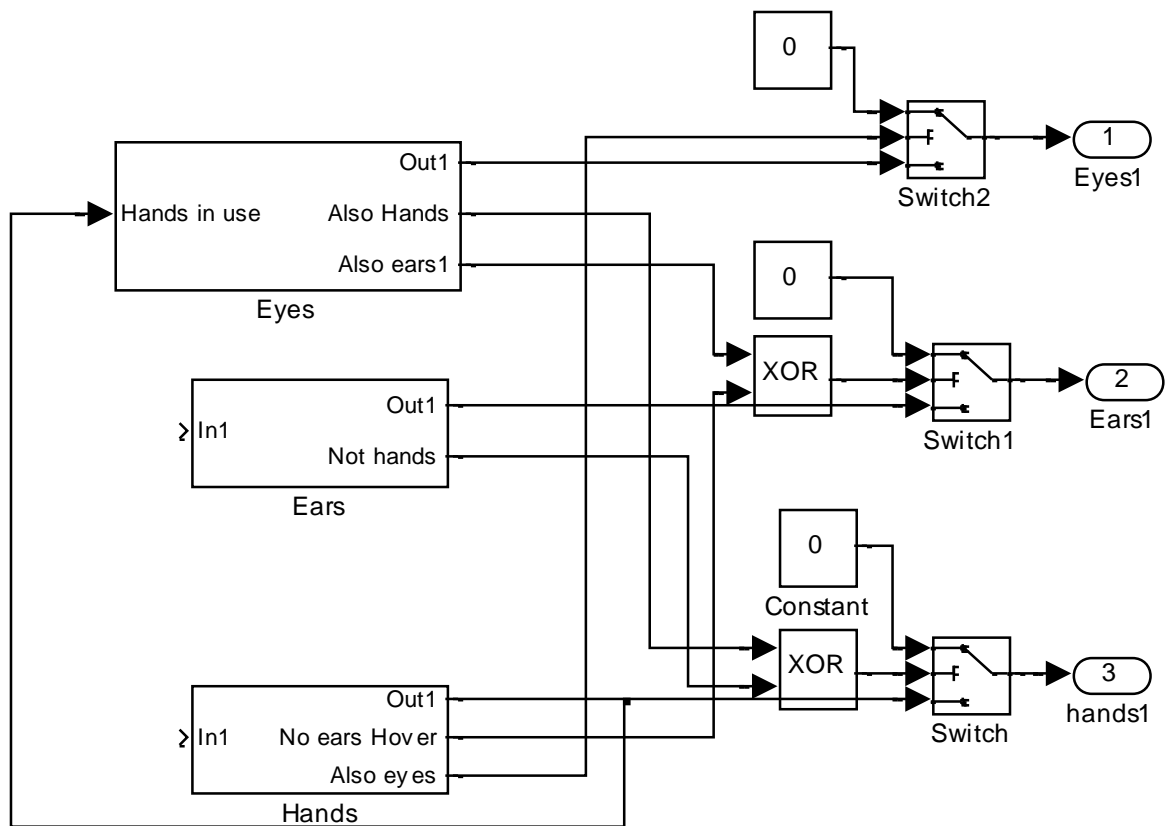 0
Switch2
1
Eyes1
Hands in use
Out1
Also Hands
Also ears1
Eyes
0
XOR
Switch1
2
Ears1
In1
Out1
Not hands
Ears
0
Constant
XOR
Switch
3
hands1
In1
Out1
No ears Hover
Also eyes
Hands